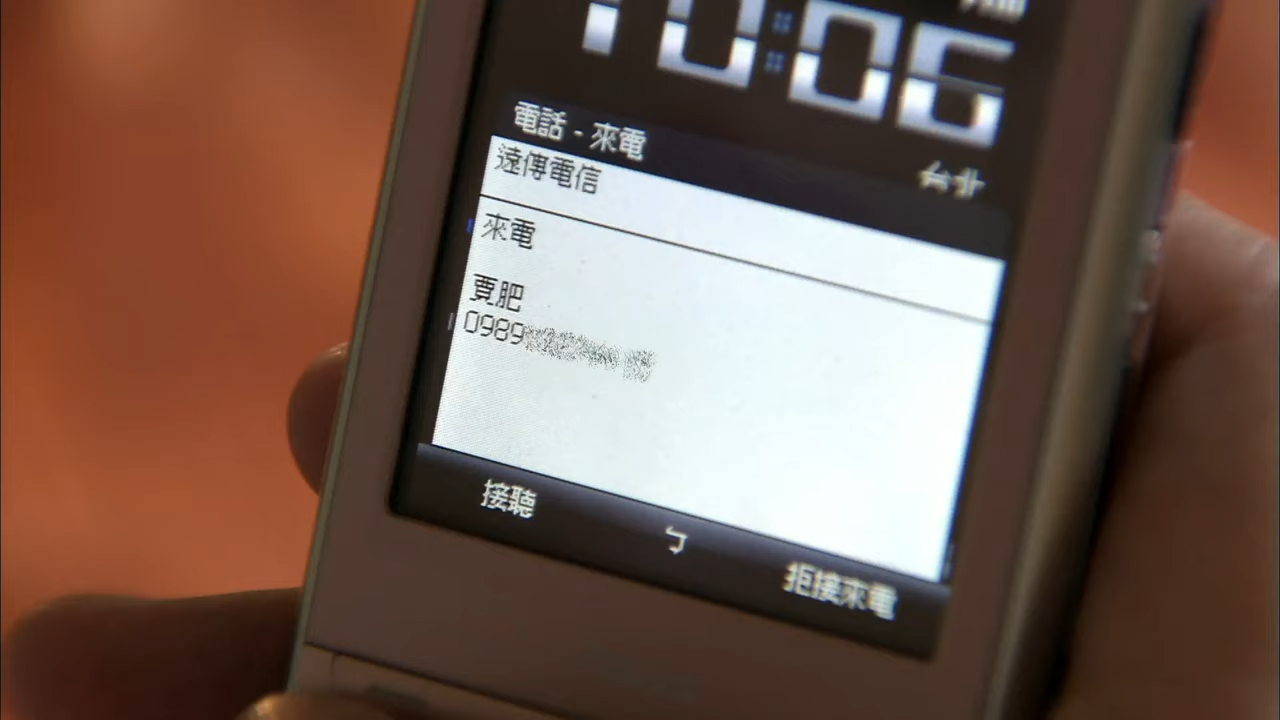 10:06
電話 - 來電
台北
遠傳電信
來電
賈肥
0989
接聽
ㄅ
拒接來電